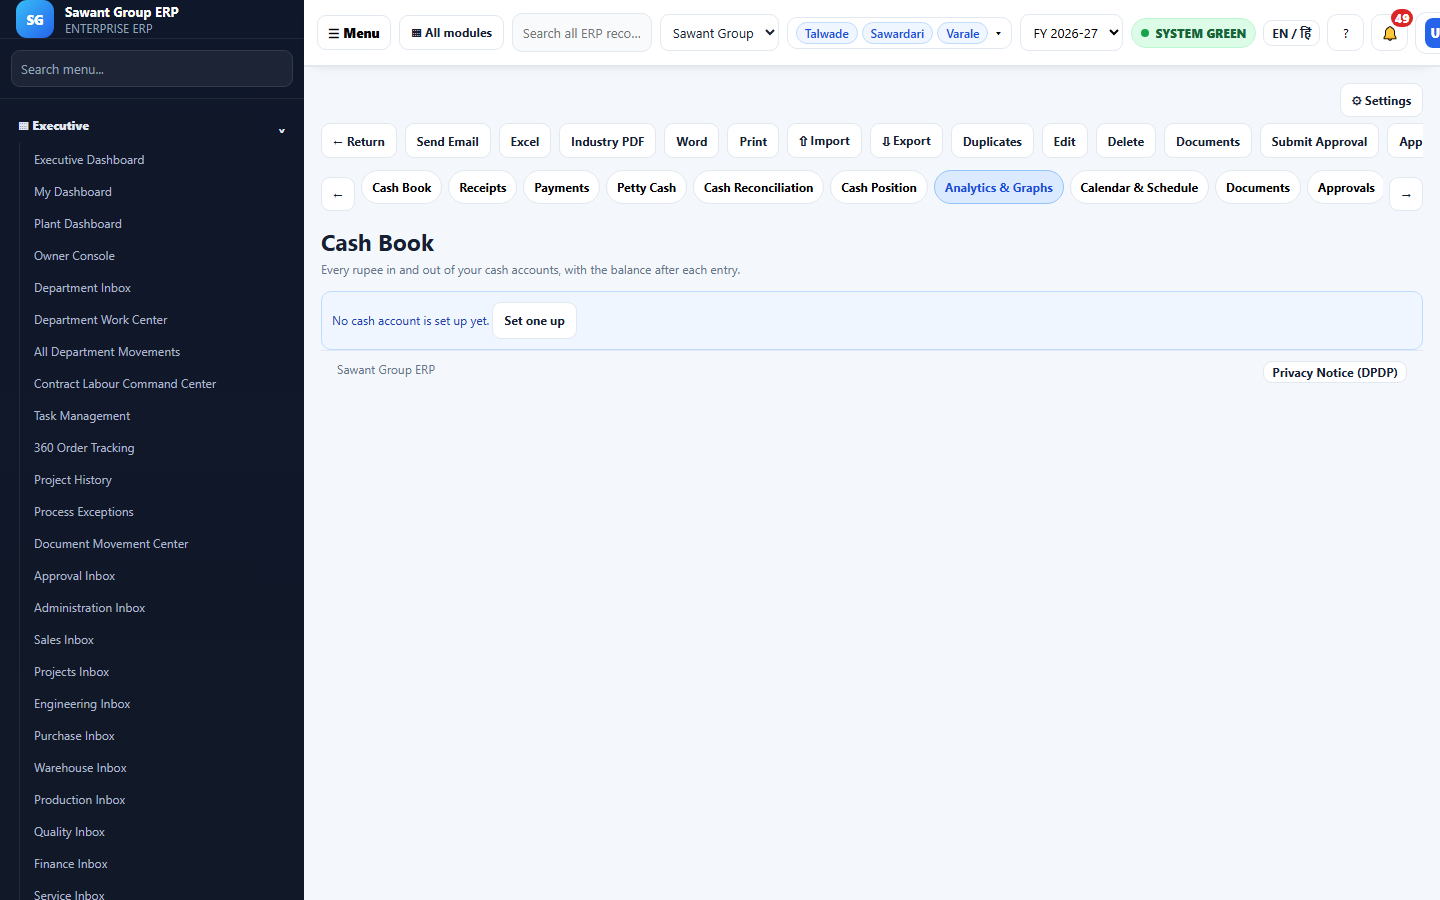 SG
Sawant Group ERP
ENTERPRISE ERP
Search menu...
Executive
Executive Dashboard
My Dashboard
Plant Dashboard
Owner Console
Department Inbox
Department Work Center
All Department Movements
Contract Labour Command Center
Task Management
360 Order Tracking
Project History
Process Exceptions
Document Movement Center
Approval Inbox
Administration Inbox
Sales Inbox
Projects Inbox
Engineering Inbox
Purchase Inbox
Warehouse Inbox
Production Inbox
Quality Inbox
Finance Inbox
Service Inbox
☰ Menu
All modules
Search all ERP reco...
Sawant Group
Talwade Sawardari Varale
FY 2026-27
SYSTEM GREEN
EN / हिं
?
49
U
⚙ Settings
← Return
Send Email
Excel
Industry PDF
Word
Print
⇧ Import
⇩ Export
Duplicates
Edit
Delete
Documents
Submit Approval
App
←
Cash Book
Receipts
Payments
Petty Cash
Cash Reconciliation
Cash Position
Analytics & Graphs
Calendar & Schedule
Documents
Approvals
→
Cash Book
Every rupee in and out of your cash accounts, with the balance after each entry.
No cash account is set up yet. Set one up
Sawant Group ERP
Privacy Notice (DPDP)